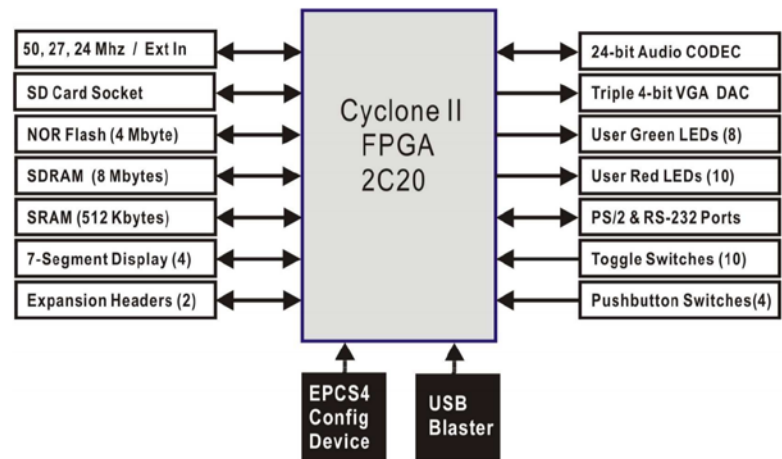 50, 27, 24 Mhz / Ext In
SD Card Socket
NOR Flash (4 Mbyte)
SDRAM (8 Mbytes)
SRAM (512 Kbytes)
7-Segment Display (4)
Expansion Headers (2)
Cyclone II
FPGA
2C20
24-bit Audio CODEC
Triple 4-bit VGA DAC
User Green LEDs (8)
User Red LEDs (10)
PS/2 & RS-232 Ports
Toggle Switches (10)
Pushbutton Switches(4)
EPCS4
Config
Device
USB
Blaster